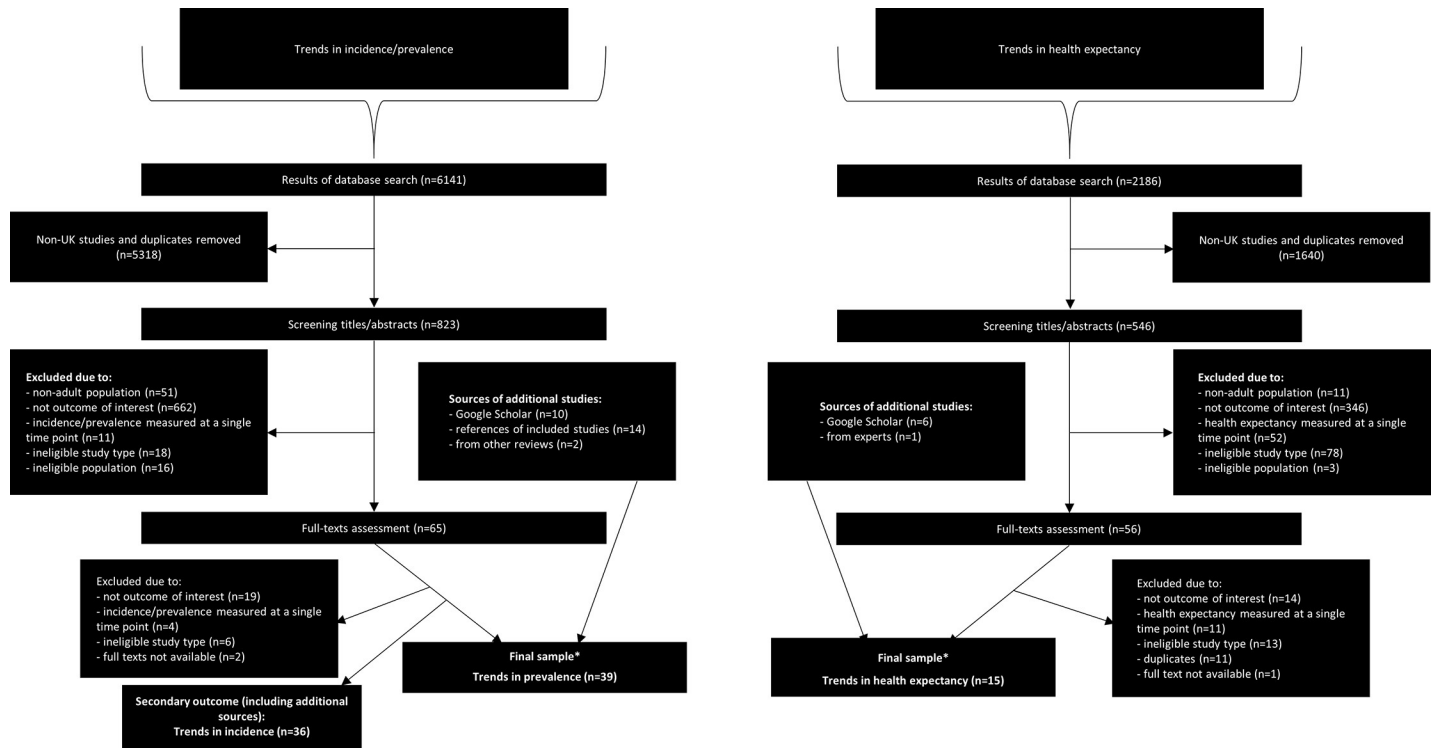 Trends in incidence/prevalence
Results of database search (n=6141)
Non-UK studies and duplicates removed
(n=5318)
Screening titles/abstracts (n=823)
Excluded due to:
- non-adult population (n=51)
- not outcome of interest (n=662)
- incidence/prevalence measured at a single
time point (n=11)
- ineligible study type (n=18)
- ineligible population (n=16)
Sources of additional studies:
- Google Scholar (n=10)
- references of included studies (n=14)
- from other reviews (n=2)
Full-texts assessment (n=65)
Excluded due to:
- not outcome of interest (n=19)
- incidence/prevalence measured at a single
time point (n=4)
- ineligible study type (n=6)
- full texts not available (n=2)
Final sample*
Trends in prevalence (n=39)
Secondary outcome (including additional
sources):
Trends in incidence (n=36)
Trends in health expectancy
Results of database search (n=2186)
Non-UK studies and duplicates removed
(n=1640)
Screening titles/abstracts (n=546)
Sources of additional studies:
- Google Scholar (n=6)
- from experts (n=1)
Excluded due to:
- non-adult population (n=11)
- not outcome of interest (n=346)
- health expectancy measured at a single
time point (n=52)
- ineligible study type (n=78)
- ineligible population (n=3)
Full-texts assessment (n=56)
Final sample*
Trends in health expectancy (n=15)
Excluded due to:
- not outcome of interest (n=14)
- health expectancy measured at a single
time point (n=11)
- ineligible study type (n=13)
- duplicates (n=11)
- full text not available (n=1)